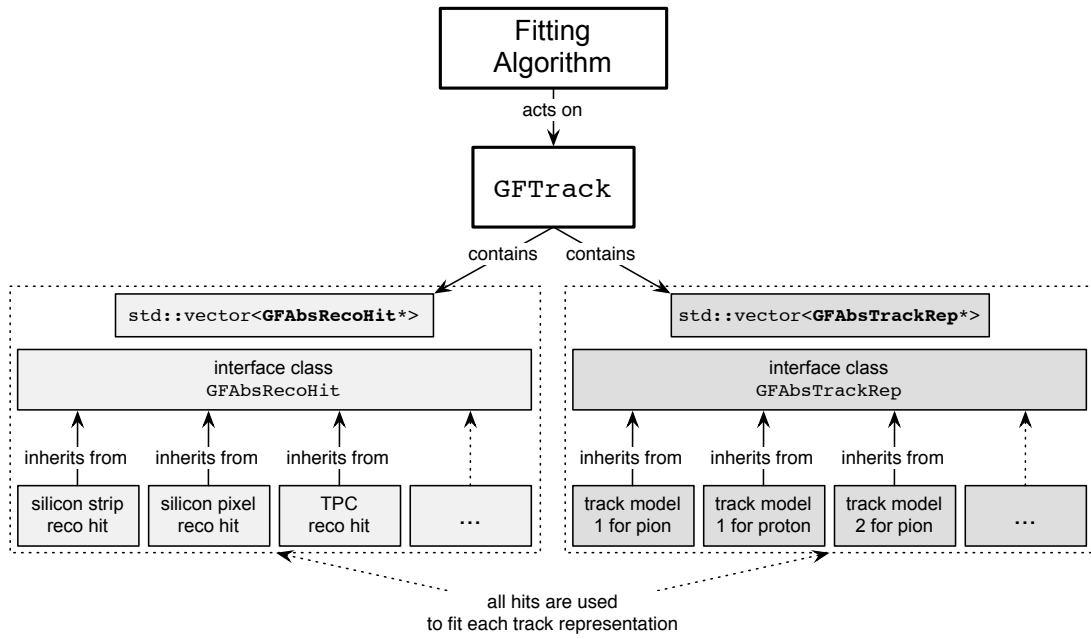 Fitting
Algorithm
acts on
GFTrack
contains
contains
std::vector<GFAbsRecoHit*>
std::vector<GFAbsTrackRep*>
interface class
GFAbsRecoHit
interface class
GFAbsTrackRep
inherits from
inherits from
inherits from
inherits from
inherits from
inherits from
silicon strip
reco hit
silicon pixel
reco hit
TPC
reco hit
...
track model
1 for pion
track model
1 for proton
track model
2 for pion
...
all hits are used
to fit each track representation